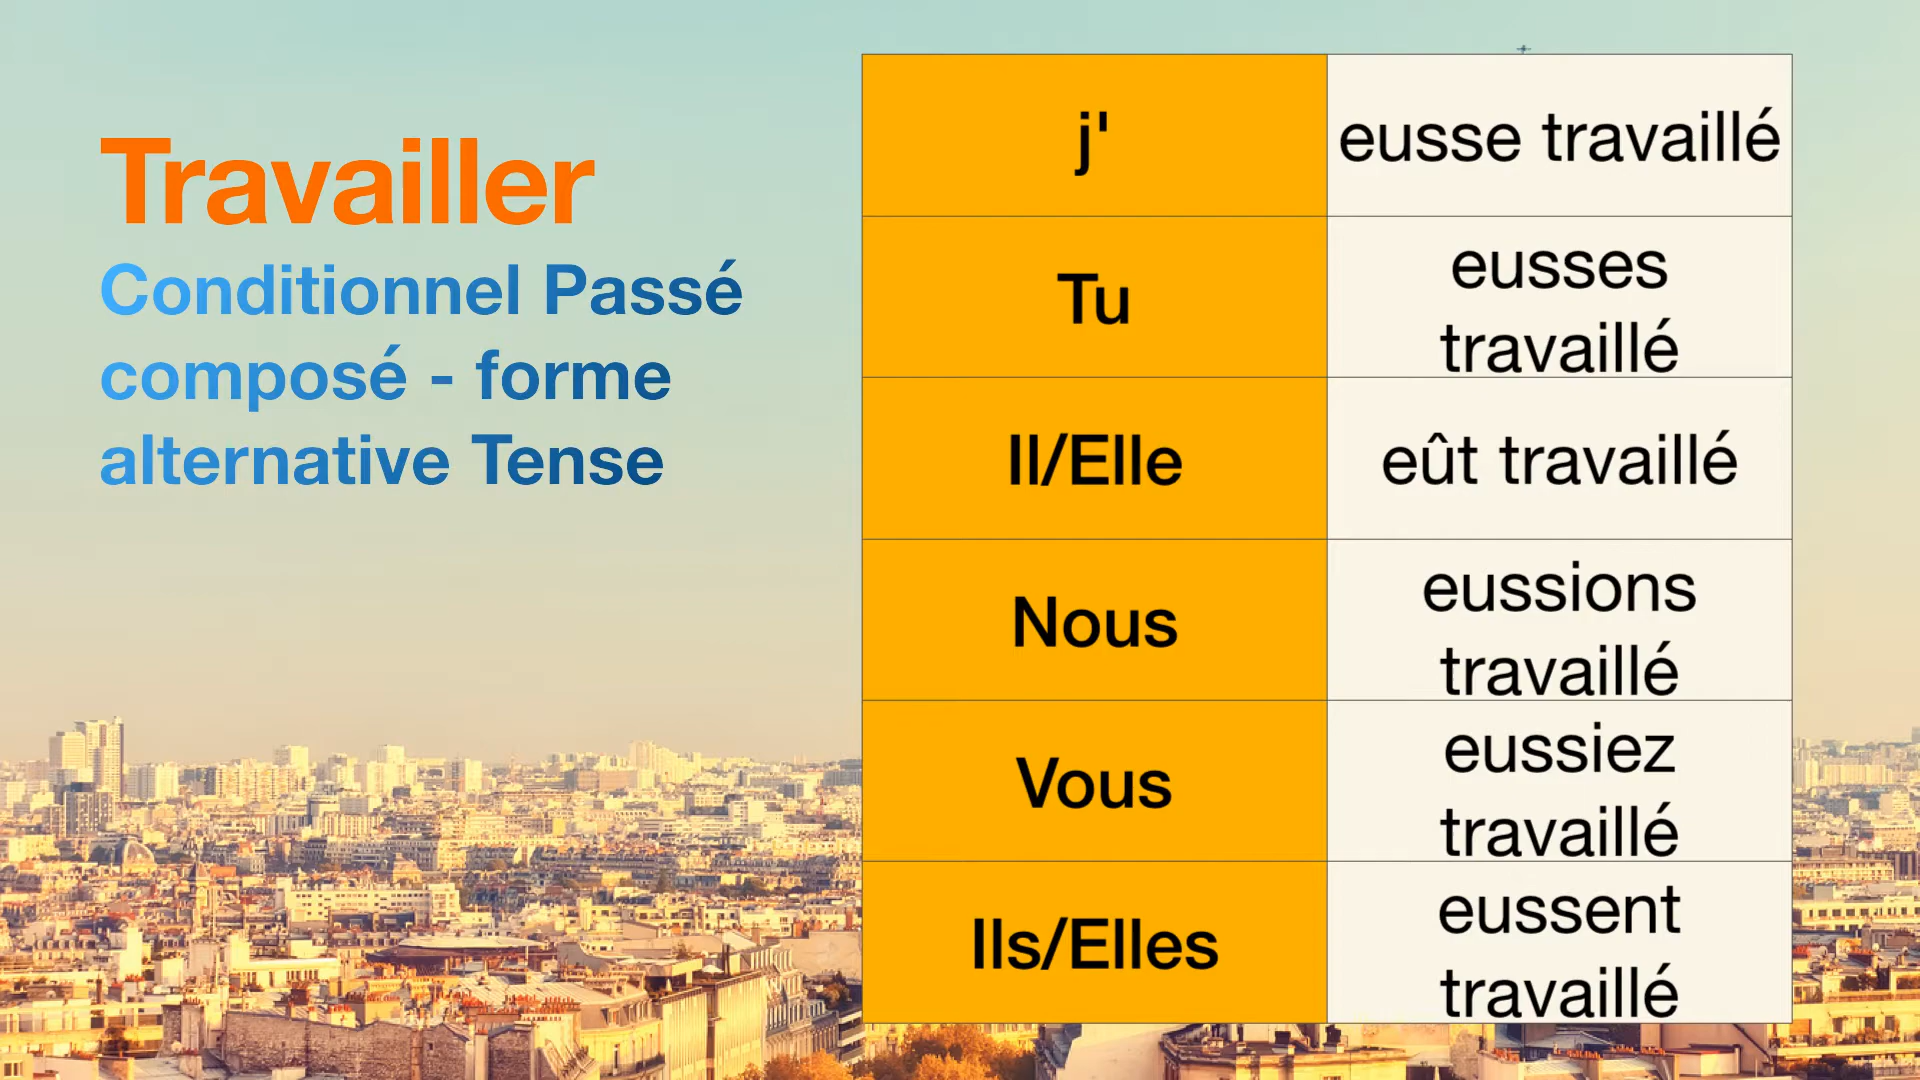 Travailler
Conditionnel Passé
composé - forme
alternative Tense
j'
eusse travaillé
Tu
eusses
travaillé
Il/Elle
eût travaillé
Nous
eussions
travaillé
Vous
eussiez
travaillé
Ils/Elles
eussent
travaillé